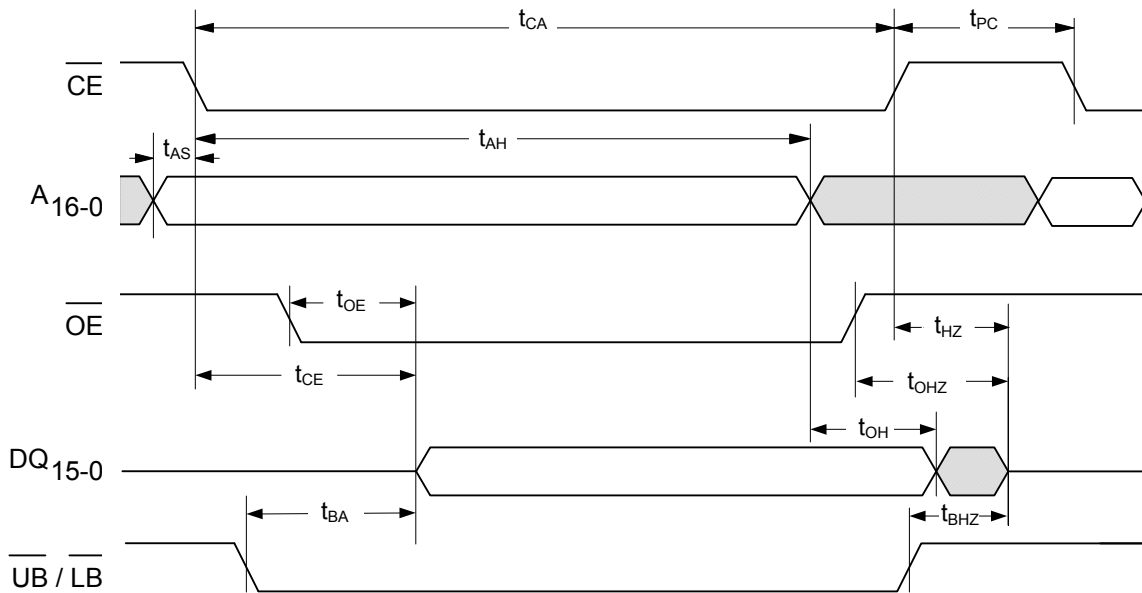 tCA
tPC
CE
tAS
tAH
A16-0
tOE
OE
tHZ
tCE
tOHZ
tOH
DQ15-0
tBA
tBHZ
UB / LB